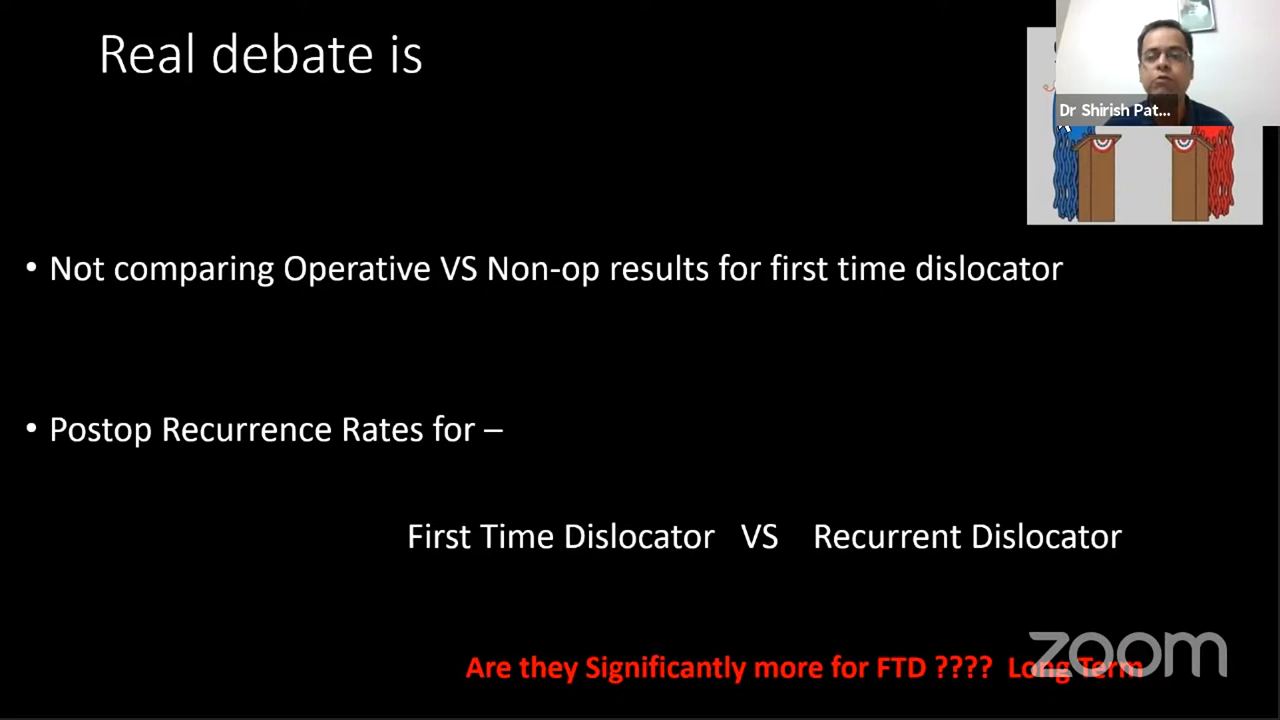 Real debate is
Dr Shirish Pat...
• Not comparing Operative VS Non-op results for first time dislocator
• Postop Recurrence Rates for –
First Time Dislocator VS Recurrent Dislocator
Are they Significantly more for FTD ???? Long Term
zoom